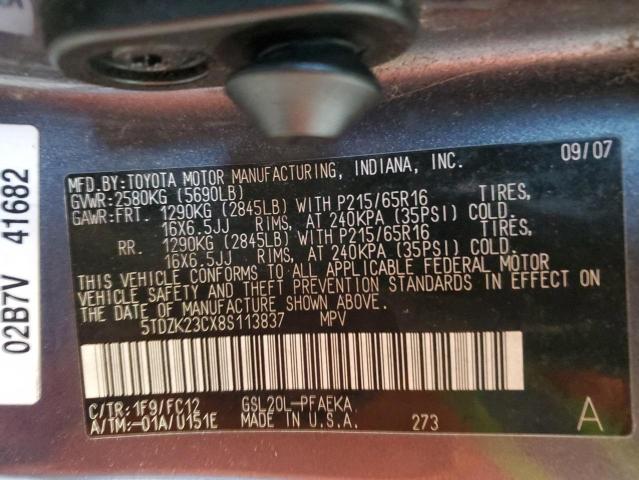 MFD.BY:TOYOTA MOTOR MANUFACTURING, INDIANA, INC. 09/07
GVWR:2580KG (5690LB)
GAWR:FRT. 1290KG (2845LB) WITH P215/65R16 TIRES,
16X6.5JJ RIMS, AT 240KPA (35PSI) COLD.
RR. 1290KG (2845LB) WITH P215/65R16 TIRES,
16X6.5JJ RIMS, AT 240KPA (35PSI) COLD.
THIS VEHICLE CONFORMS TO ALL APPLICABLE FEDERAL MOTOR
VEHICLE SAFETY AND THEFT PREVENTION STANDARDS IN EFFECT ON
THE DATE OF MANUFACTURE SHOWN ABOVE.
5TDZK23CX8S113837 MPV
C/TR:1F9/FC12 GSL20L-PFAEKA
A/TM:-01A/U151E MADE IN U.S.A. 273 A
02B7V 41682